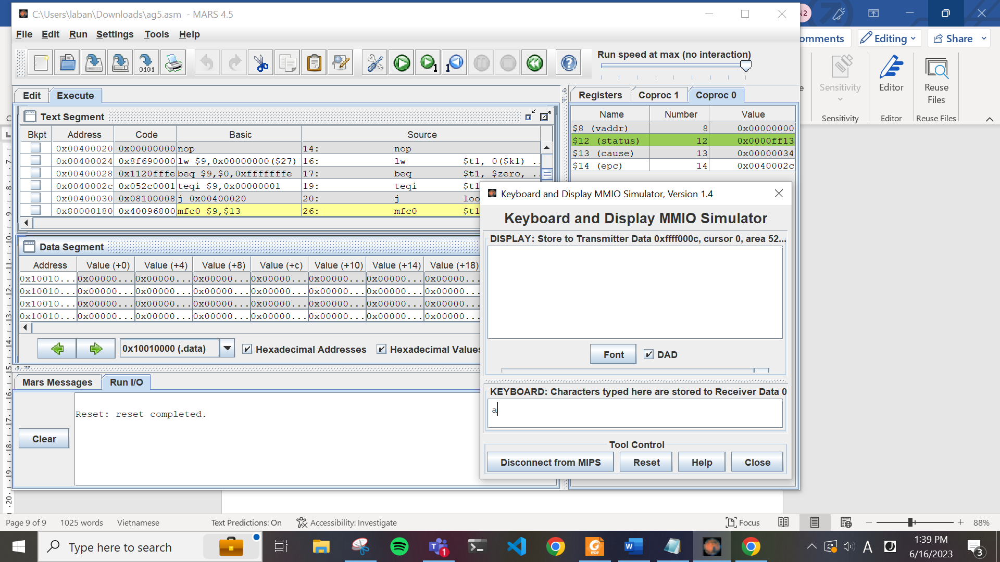 C:\Users\laban\Downloads\ag5.asm - MARS 4.5
File Edit Run Settings Tools Help
Run speed at max (no interaction)
Edit Execute
Text Segment
Bkpt Address Code Basic Source
0x00400020 0x00000000 nop 14: nop
0x00400024 0x8f690000 lw $9,0x00000000($27) 16: lw $t1, 0($k1) ..
0x00400028 0x1120fffe beq $9,$0,0xfffffffe 17: beq $t1, $zero, ..
0x0040002c 0x052c0001 teqi $9,0x00000001 19: teqi $t1
0x00400030 0x08100008 j 0x00400020 20: j loo
0x80000180 0x40096800 mfc0 $9,$13 26: mfc0 $t1
Data Segment
Address Value (+0) Value (+4) Value (+8) Value (+c) Value (+10) Value (+14) Value (+18)
0x10010... 0x00000... 0x00000... 0x00000... 0x00000... 0x00000... 0x00000... 0x00000...
0x10010... 0x00000... 0x00000... 0x00000... 0x00000... 0x00000... 0x00000... 0x00000...
0x10010... 0x00000... 0x00000... 0x00000... 0x00000... 0x00000... 0x00000... 0x00000...
0x10010... 0x00000... 0x00000... 0x00000... 0x00000... 0x00000... 0x00000... 0x00000...
0x10010000 (.data) Hexadecimal Addresses Hexadecimal Values
Mars Messages Run I/O
Reset: reset completed.
Clear
Registers Coproc 1 Coproc 0
Name Number Value
$8 (vaddr) 8 0x00000000
$12 (status) 12 0x0000ff13
$13 (cause) 13 0x00000034
$14 (epc) 14 0x0040002c
Keyboard and Display MMIO Simulator, Version 1.4
Keyboard and Display MMIO Simulator
DISPLAY: Store to Transmitter Data 0xffff000c, cursor 0, area 52...
Font DAD
KEYBOARD: Characters typed here are stored to Receiver Data 0
a
Tool Control
Disconnect from MIPS Reset Help Close
omments Editing Share
Sensitivity Editor Reuse Files
Sensitivity Editor Reuse Files
Page 9 of 9 1025 words Vietnamese Text Predictions: On Accessibility: Investigate Focus 88%
Type here to search
1:39 PM
6/16/2023